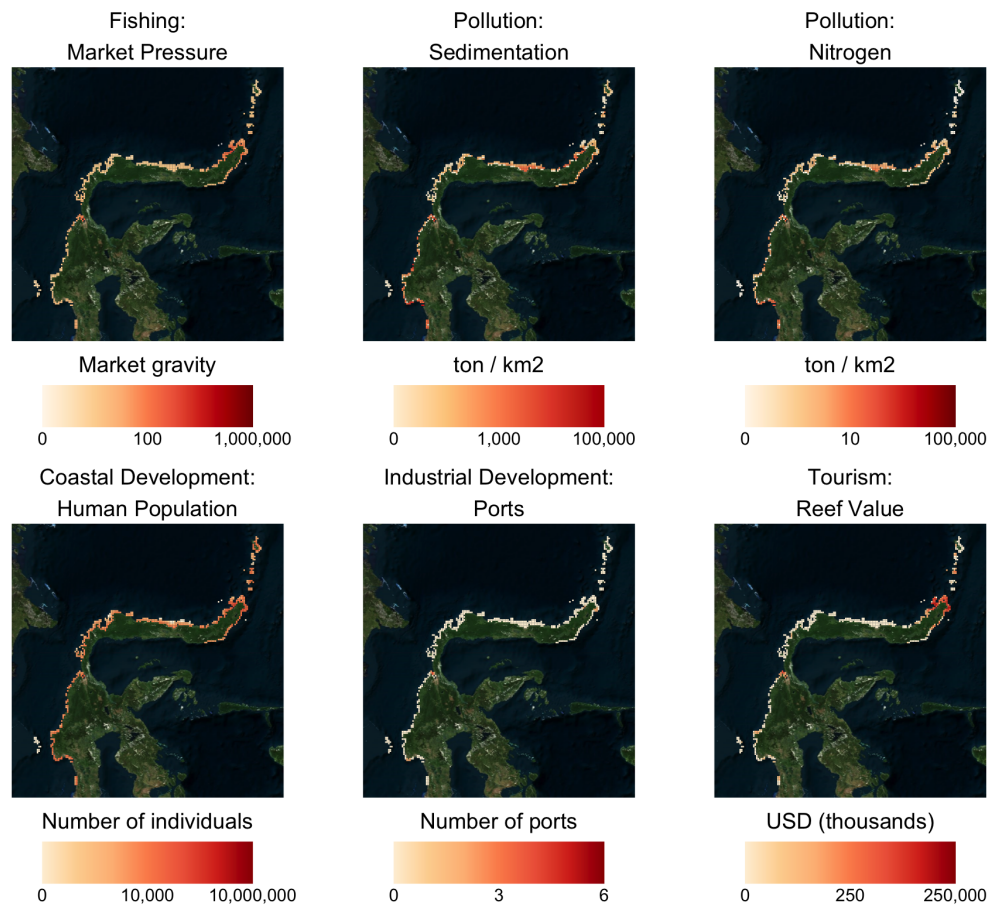 Fishing:
Market Pressure
Pollution:
Sedimentation
Pollution:
Nitrogen
Market gravity
0 100 1,000,000
ton / km2
0 1,000 100,000
ton / km2
0 10 100,000
Coastal Development:
Human Population
Industrial Development:
Ports
Tourism:
Reef Value
Number of individuals
0 10,000 10,000,000
Number of ports
0 3 6
USD (thousands)
0 250 250,000